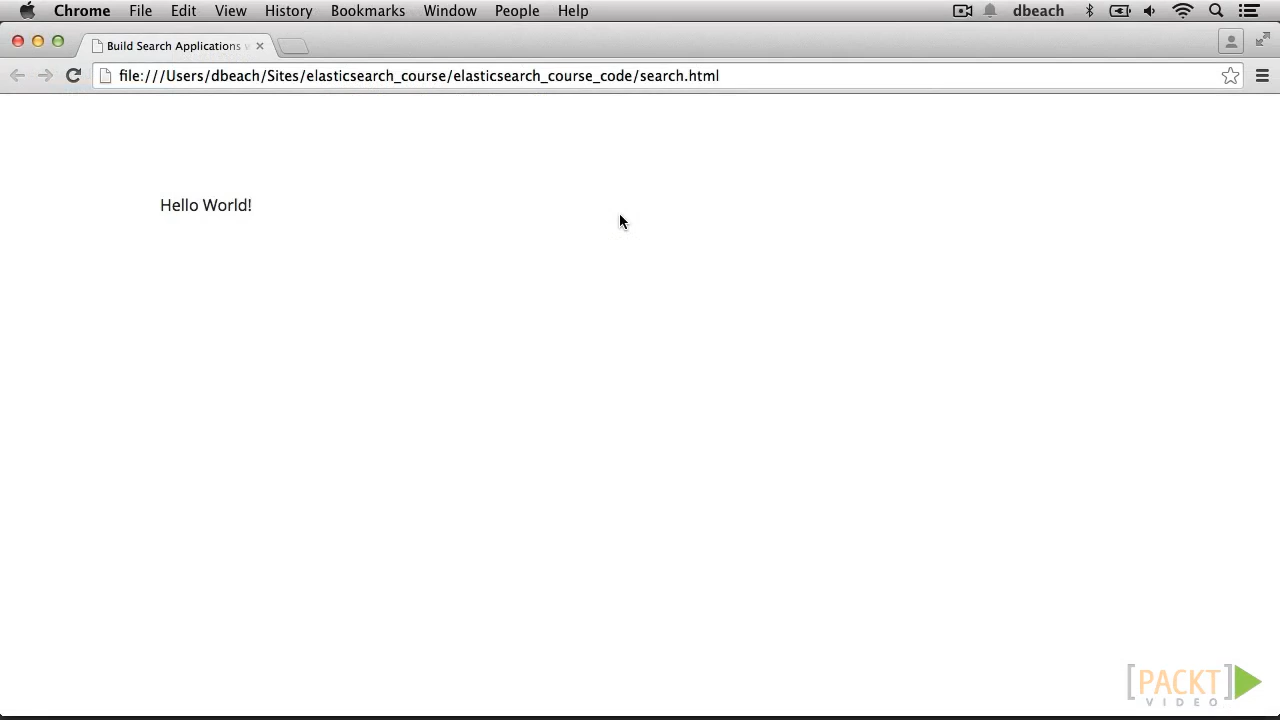 Chrome File Edit View History Bookmarks Window People Help dbeach
Build Search Applications
file:///Users/dbeach/Sites/elasticsearch_course/elasticsearch_course_code/search.html
Hello World!
[PACKT]
VIDEO